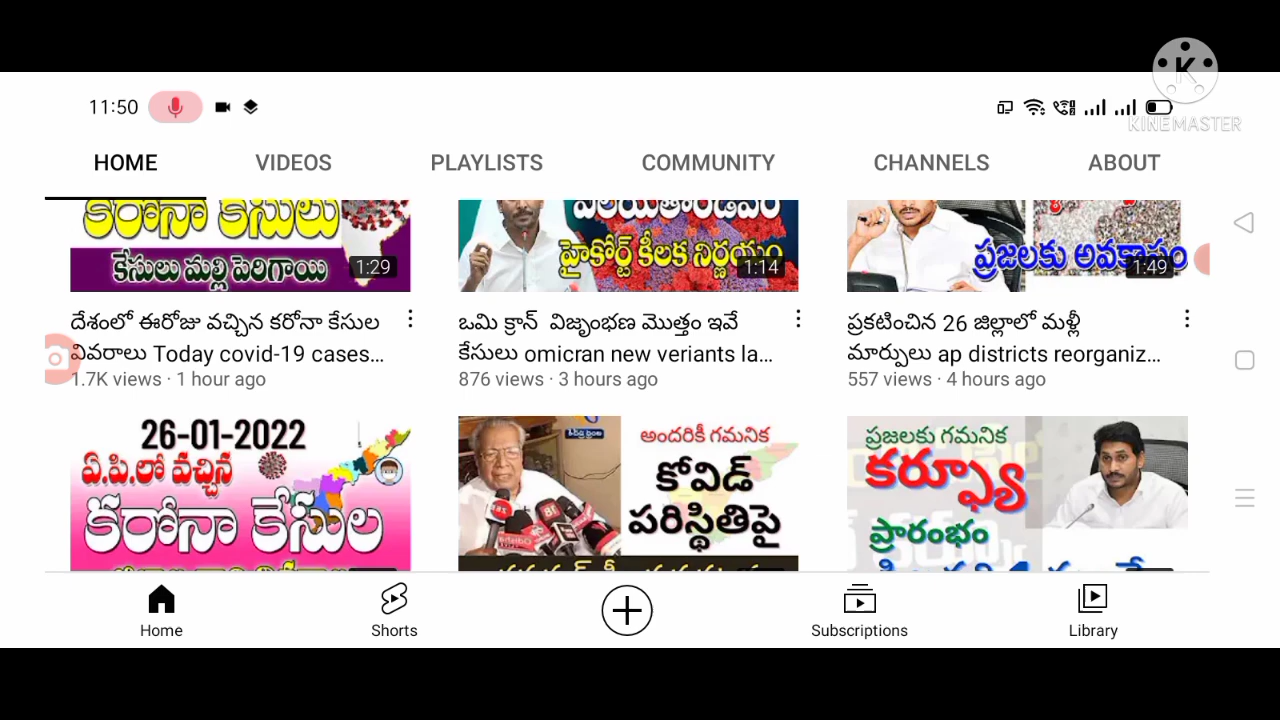 KINEMASTER
11:50
HOME VIDEOS PLAYLISTS COMMUNITY CHANNELS ABOUT
కరోనా కేసులు
కేసులు మల్లి పెరిగాయి
1:29
హైకోర్ట్ కీలక నిర్ణయం
1:14
ప్రజలకు అవకాసం
1:49
దేశంలో ఈరోజు వచ్చిన కరోనా కేసుల
వివరాలు Today covid-19 cases...
1.7K views · 1 hour ago
ఒమి క్రాన్ విజృంభణ మొత్తం ఇవే
కేసులు omicran new veriants la...
876 views · 3 hours ago
ప్రకటించిన 26 జిల్లాలో మళ్లీ
మార్పులు ap districts reorganiz...
557 views · 4 hours ago
26-01-2022
ఏ.పి.లో వచ్చిన
కరోనా కేసుల
అందరికీ గమనిక
కోవిడ్
పరిస్థితిపై
ప్రజలకు గమనిక
కర్ఫ్యూ
ప్రారంభం
Home Shorts Subscriptions Library